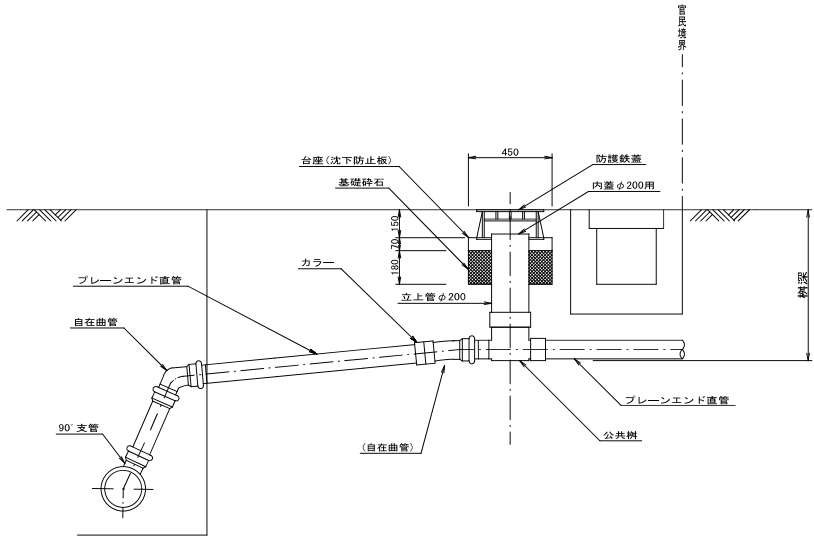 官民境界
450
防護鉄蓋
台座(沈下防止板)
基礎砕石
内蓋φ200用
150
70
180
カラー
プレーンエンド直管
立上管φ200
桝深
自在曲管
プレーンエンド直管
90°支管
(自在曲管)
公共桝